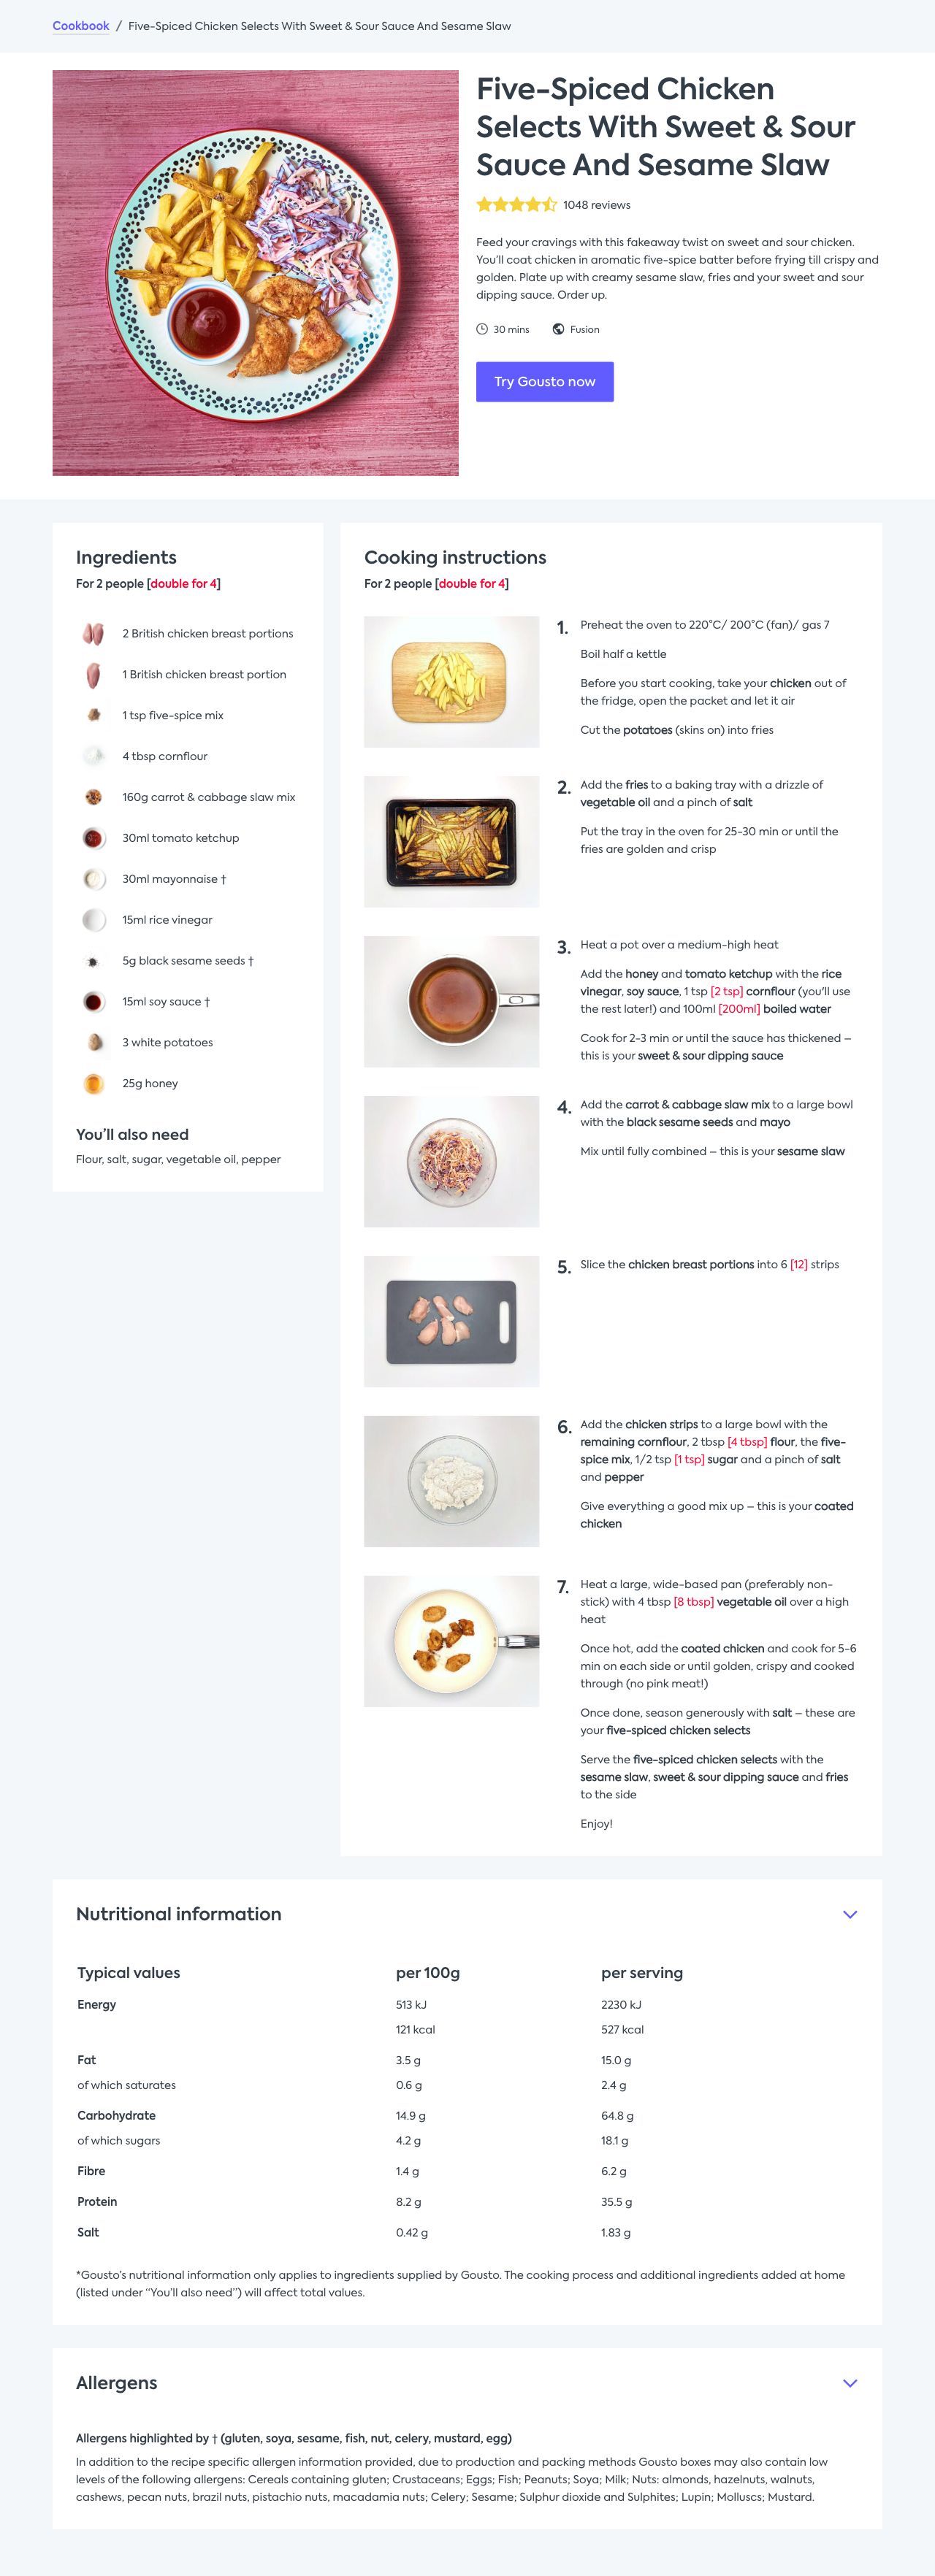 Cookbook / Five-Spiced Chicken Selects With Sweet & Sour Sauce And Sesame Slaw
Five-Spiced Chicken
Selects With Sweet & Sour
Sauce And Sesame Slaw
1048 reviews
Feed your cravings with this fakeaway twist on sweet and sour chicken.
You'll coat chicken in aromatic five-spice batter before frying till crispy and
golden. Plate up with creamy sesame slaw, fries and your sweet and sour
dipping sauce. Order up.
30 mins Fusion
Try Gousto now
Ingredients
For 2 people [double for 4]
2 British chicken breast portions
1 British chicken breast portion
1 tsp five-spice mix
4 tbsp cornflour
160g carrot & cabbage slaw mix
30ml tomato ketchup
30ml mayonnaise †
15ml rice vinegar
5g black sesame seeds †
15ml soy sauce †
3 white potatoes
25g honey
You'll also need
Flour, salt, sugar, vegetable oil, pepper
Cooking instructions
For 2 people [double for 4]
1. Preheat the oven to 220°C/ 200°C (fan)/ gas 7
Boil half a kettle
Before you start cooking, take your chicken out of
the fridge, open the packet and let it air
Cut the potatoes (skins on) into fries
2. Add the fries to a baking tray with a drizzle of
vegetable oil and a pinch of salt
Put the tray in the oven for 25-30 min or until the
fries are golden and crisp
3. Heat a pot over a medium-high heat
Add the honey and tomato ketchup with the rice
vinegar, soy sauce, 1 tsp [2 tsp] cornflour (you'll use
the rest later!) and 100ml [200ml] boiled water
Cook for 2-3 min or until the sauce has thickened –
this is your sweet & sour dipping sauce
4. Add the carrot & cabbage slaw mix to a large bowl
with the black sesame seeds and mayo
Mix until fully combined – this is your sesame slaw
5. Slice the chicken breast portions into 6 [12] strips
6. Add the chicken strips to a large bowl with the
remaining cornflour, 2 tbsp [4 tbsp] flour, the five-
spice mix, 1/2 tsp [1 tsp] sugar and a pinch of salt
and pepper
Give everything a good mix up – this is your coated
chicken
7. Heat a large, wide-based pan (preferably non-
stick) with 4 tbsp [8 tbsp] vegetable oil over a high
heat
Once hot, add the coated chicken and cook for 5-6
min on each side or until golden, crispy and cooked
through (no pink meat!)
Once done, season generously with salt – these are
your five-spiced chicken selects
Serve the five-spiced chicken selects with the
sesame slaw, sweet & sour dipping sauce and fries
to the side
Enjoy!
Nutritional information
Typical values per 100g per serving
Energy 513 kJ 2230 kJ
121 kcal 527 kcal
Fat 3.5 g 15.0 g
of which saturates 0.6 g 2.4 g
Carbohydrate 14.9 g 64.8 g
of which sugars 4.2 g 18.1 g
Fibre 1.4 g 6.2 g
Protein 8.2 g 35.5 g
Salt 0.42 g 1.83 g
*Gousto's nutritional information only applies to ingredients supplied by Gousto. The cooking process and additional ingredients added at home
(listed under “You'll also need”) will affect total values.
Allergens
Allergens highlighted by † (gluten, soya, sesame, fish, nut, celery, mustard, egg)
In addition to the recipe specific allergen information provided, due to production and packing methods Gousto boxes may also contain low
levels of the following allergens: Cereals containing gluten; Crustaceans; Eggs; Fish; Peanuts; Soya; Milk; Nuts: almonds, hazelnuts, walnuts,
cashews, pecan nuts, brazil nuts, pistachio nuts, macadamia nuts; Celery; Sesame; Sulphur dioxide and Sulphites; Lupin; Molluscs; Mustard.